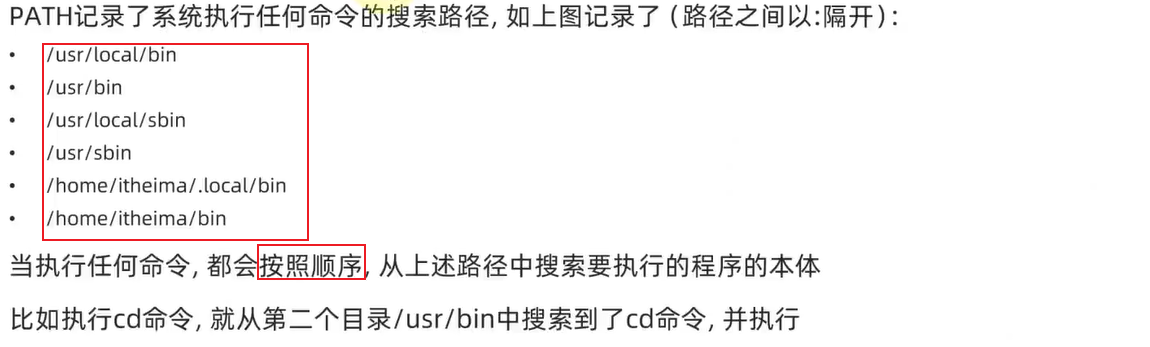 PATH记录了系统执行任何命令的搜索路径, 如上图记录了 (路径之间以:隔开):
• /usr/local/bin
• /usr/bin
• /usr/local/sbin
• /usr/sbin
• /home/itheima/.local/bin
• /home/itheima/bin
当执行任何命令, 都会按照顺序, 从上述路径中搜索要执行的程序的本体
比如执行cd命令, 就从第二个目录/usr/bin中搜索到了cd命令, 并执行